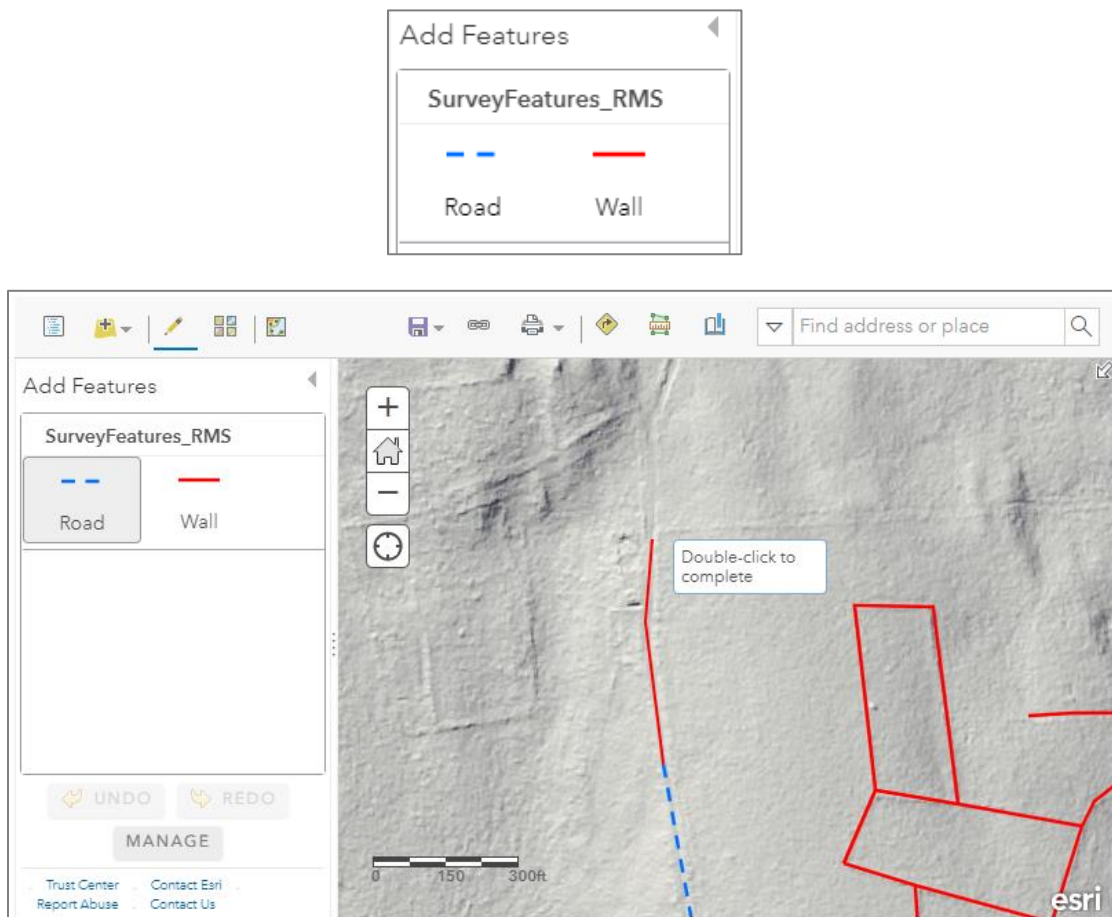 Add Features
SurveyFeatures_RMS
Road Wall
Find address or place
Add Features
SurveyFeatures_RMS
Road Wall
Double-click to
complete
UNDO REDO
MANAGE
Trust Center Contact Esri
Report Abuse Contact Us
0 150 300ft
esri